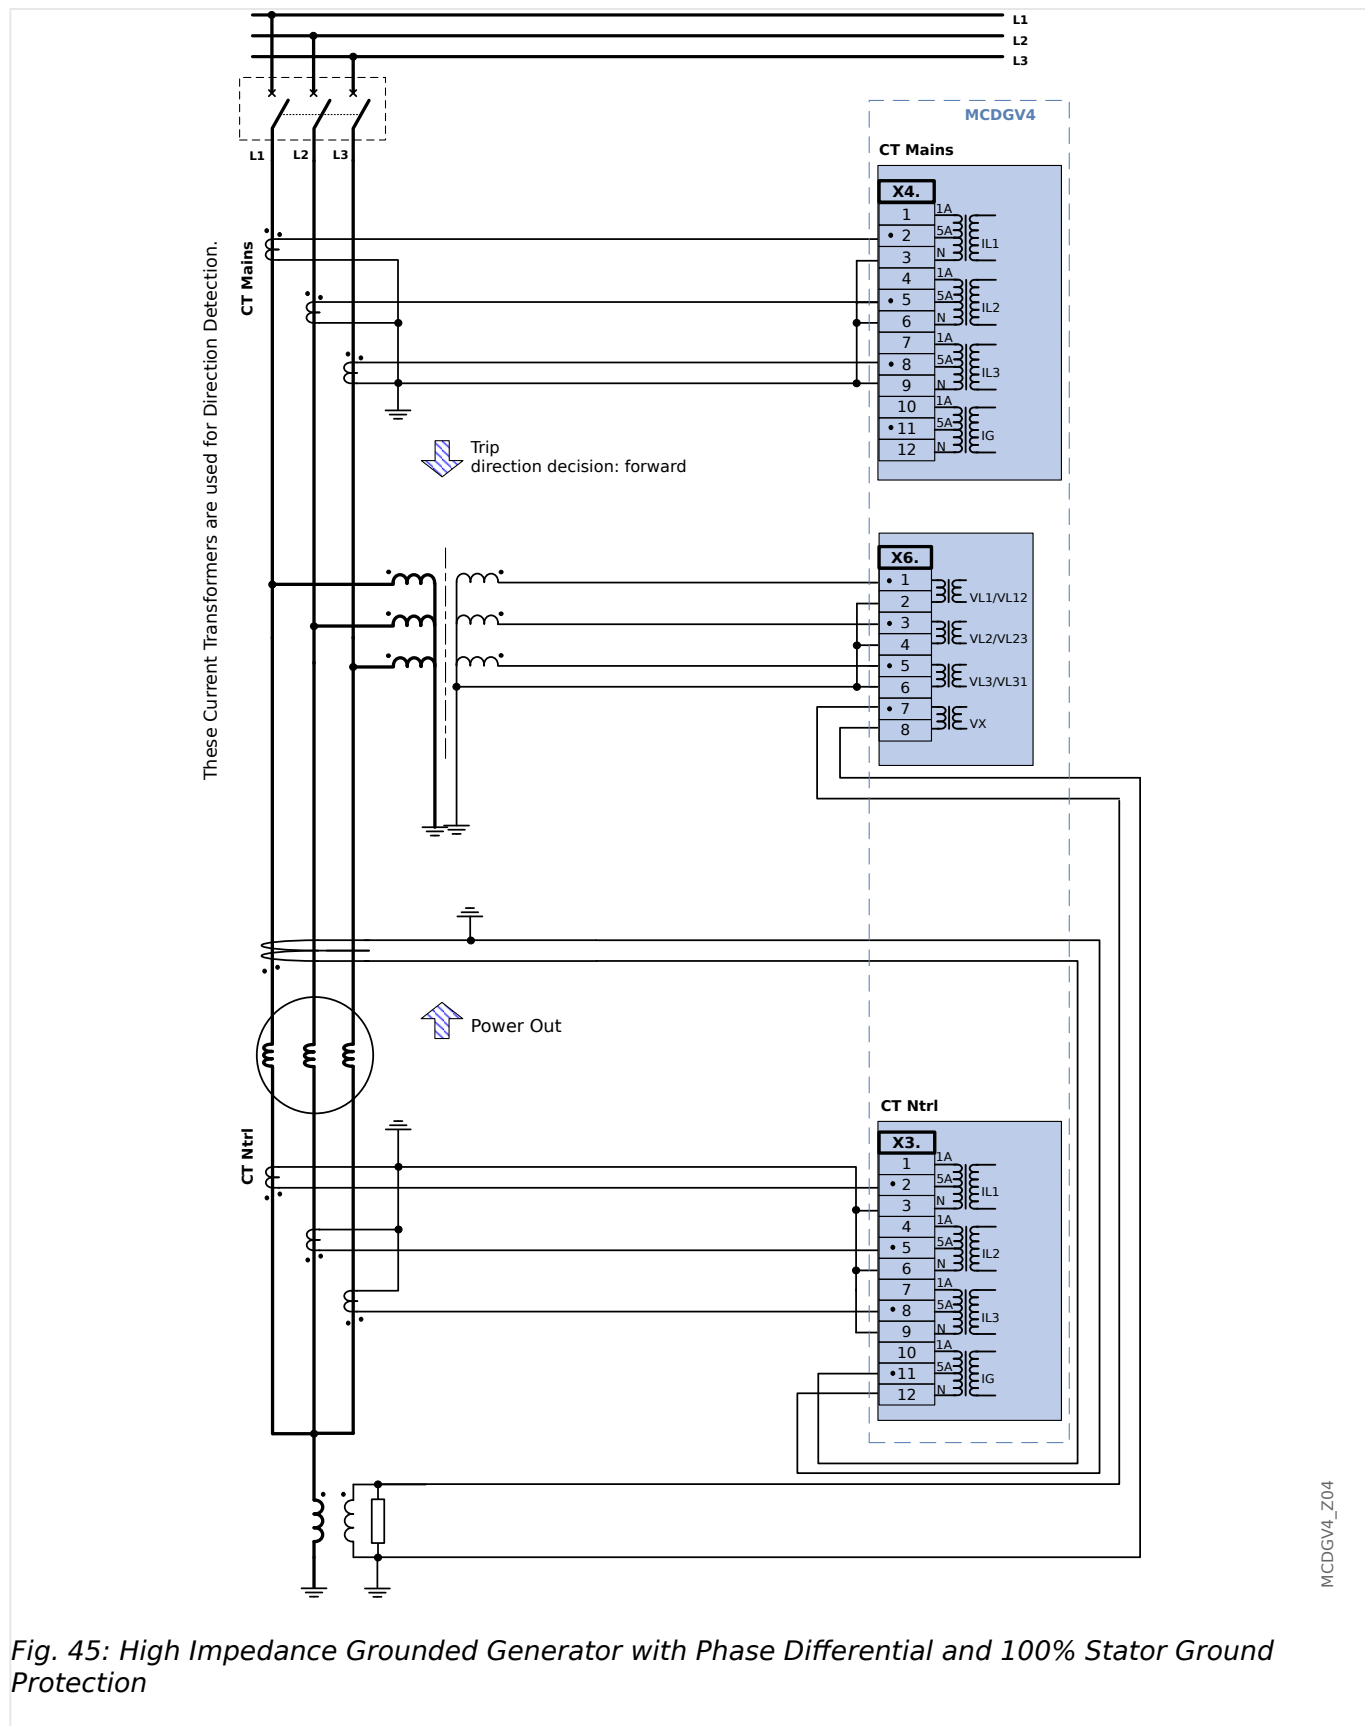 L1
L2
L3
MCDGV4
CT Mains
L1 L2 L3
X4.
1 1A
2 5A IL1
3 N
4 1A
5 5A IL2
6 N
7 1A
8 5A IL3
9 N
10 1A
11 5A IG
12 N
CT Mains
These Current Transformers are used for Direction Detection.
Trip
direction decision: forward
X6.
1
2 VL1/VL12
3
4 VL2/VL23
5
6 VL3/VL31
7
8 VX
Power Out
CT Ntrl
CT Ntrl
X3.
1 1A
2 5A IL1
3 N
4 1A
5 5A IL2
6 N
7 1A
8 5A IL3
9 N
10 1A
11 5A IG
12 N
MCDGV4_Z04
Fig. 45: High Impedance Grounded Generator with Phase Differential and 100% Stator Ground
Protection